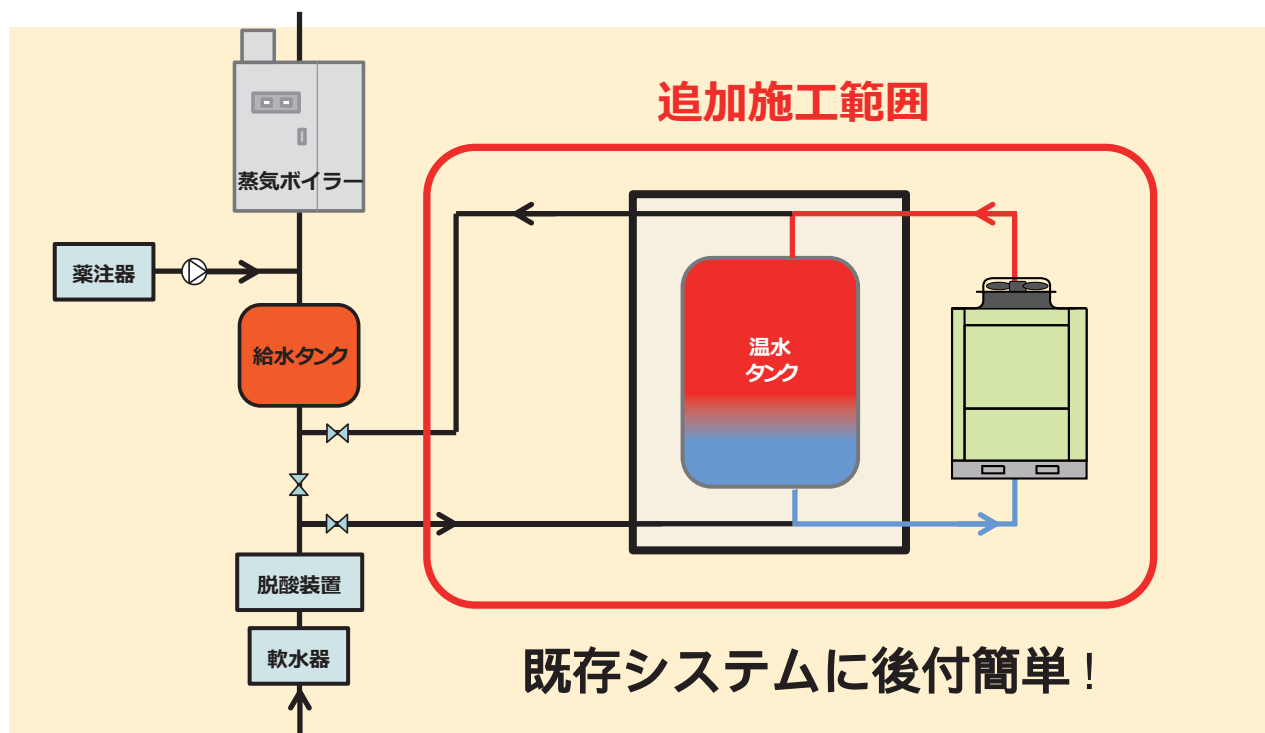 追加施工範囲
蒸気ボイラー
薬注器
給水タンク
温水
タンク
脱酸装置
軟水器
既存システムに後付簡単！